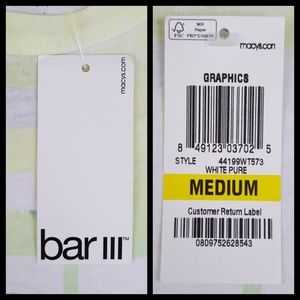 macys.com
bar III™
FSC
MIX
Paper
macys.com
GRAPHICS
8 49123 03702 5
STYLE 44199WT573
WHITE PURE
MEDIUM
Customer Return Label
0809752628543